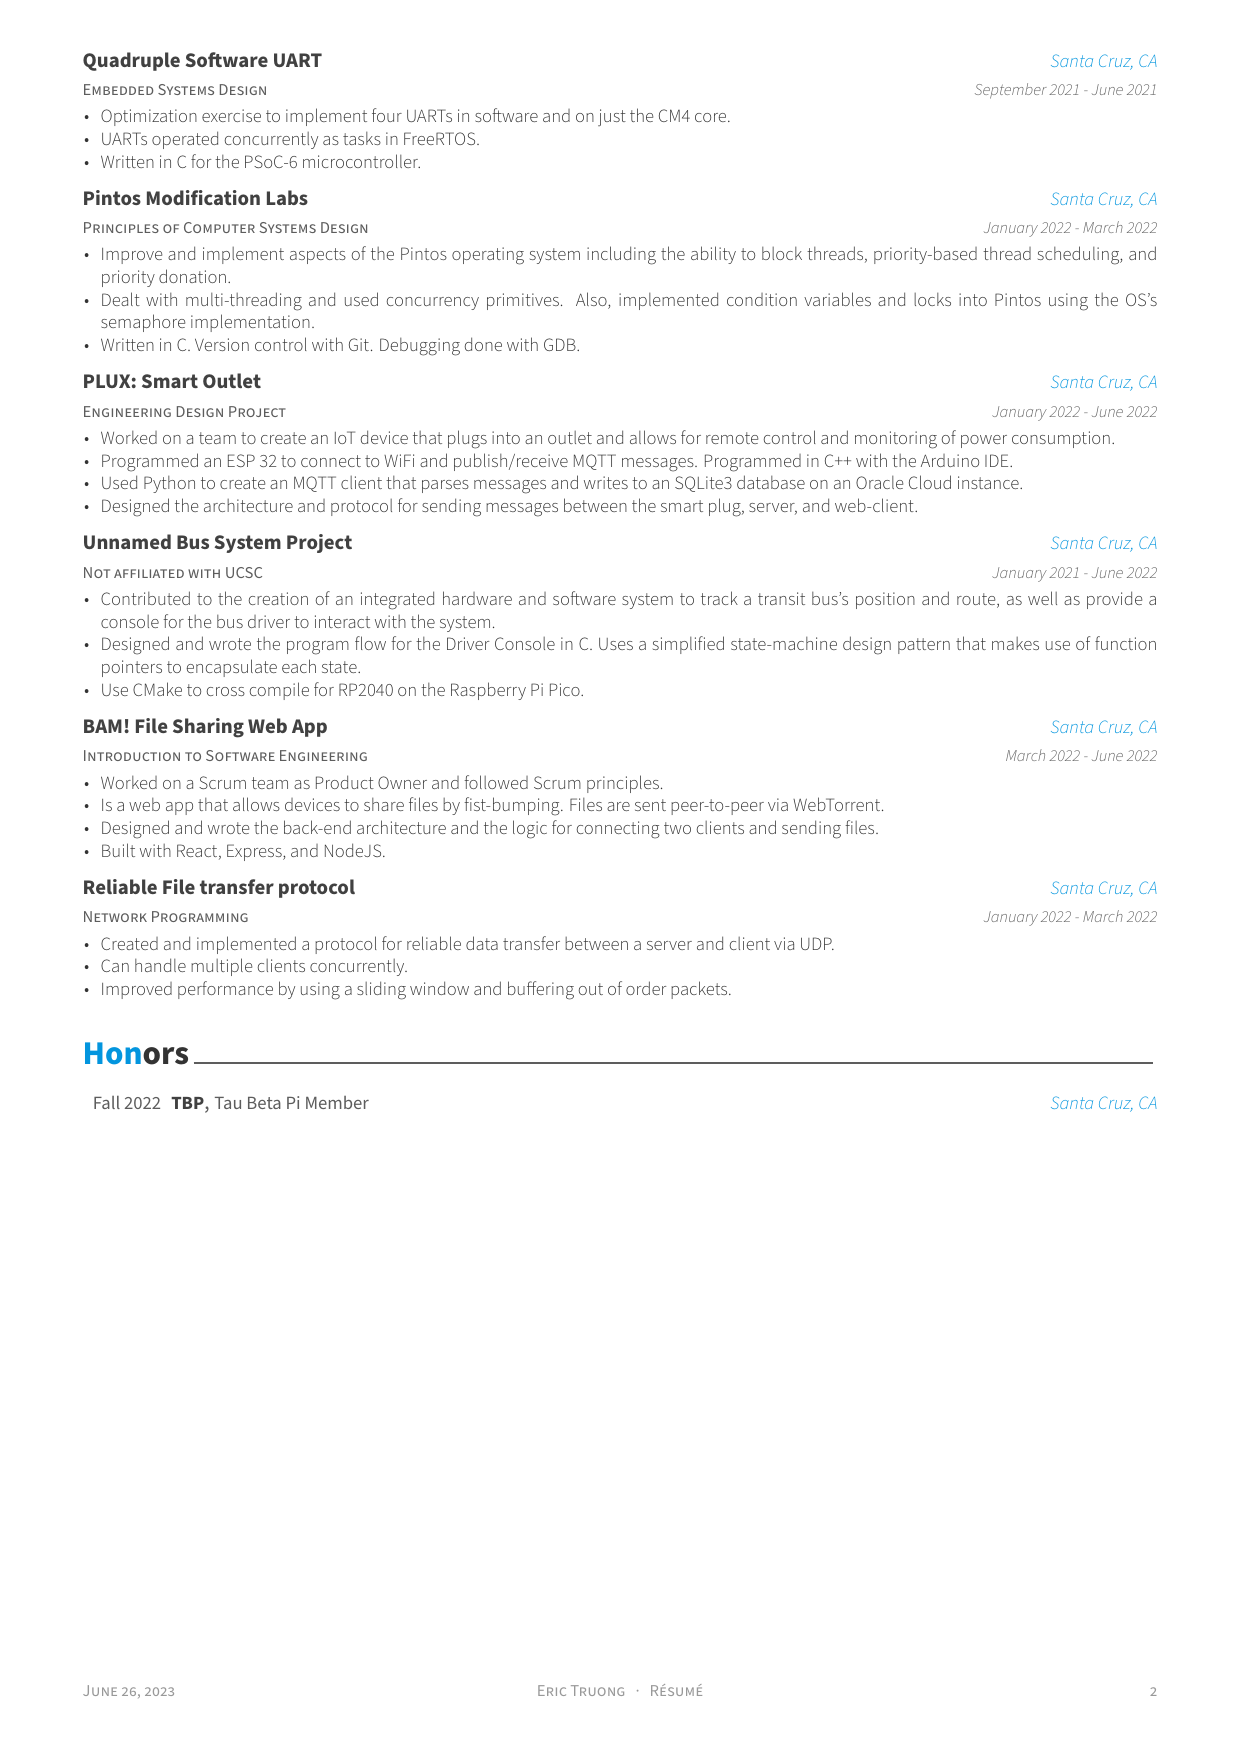 Quadruple Software UART Santa Cruz, CA
Embedded Systems Design September 2021 - June 2021
• Optimization exercise to implement four UARTs in software and on just the CM4 core.
• UARTs operated concurrently as tasks in FreeRTOS.
• Written in C for the PSoC-6 microcontroller.
Pintos Modification Labs Santa Cruz, CA
Principles of Computer Systems Design January 2022 - March 2022
• Improve and implement aspects of the Pintos operating system including the ability to block threads, priority-based thread scheduling, and
priority donation.
• Dealt with multi-threading and used concurrency primitives. Also, implemented condition variables and locks into Pintos using the OS's
semaphore implementation.
• Written in C. Version control with Git. Debugging done with GDB.
PLUX: Smart Outlet Santa Cruz, CA
Engineering Design Project January 2022 - June 2022
• Worked on a team to create an IoT device that plugs into an outlet and allows for remote control and monitoring of power consumption.
• Programmed an ESP 32 to connect to WiFi and publish/receive MQTT messages. Programmed in C++ with the Arduino IDE.
• Used Python to create an MQTT client that parses messages and writes to an SQLite3 database on an Oracle Cloud instance.
• Designed the architecture and protocol for sending messages between the smart plug, server, and web-client.
Unnamed Bus System Project Santa Cruz, CA
Not affiliated with UCSC January 2021 - June 2022
• Contributed to the creation of an integrated hardware and software system to track a transit bus's position and route, as well as provide a
console for the bus driver to interact with the system.
• Designed and wrote the program flow for the Driver Console in C. Uses a simplified state-machine design pattern that makes use of function
pointers to encapsulate each state.
• Use CMake to cross compile for RP2040 on the Raspberry Pi Pico.
BAM! File Sharing Web App Santa Cruz, CA
Introduction to Software Engineering March 2022 - June 2022
• Worked on a Scrum team as Product Owner and followed Scrum principles.
• Is a web app that allows devices to share files by fist-bumping. Files are sent peer-to-peer via WebTorrent.
• Designed and wrote the back-end architecture and the logic for connecting two clients and sending files.
• Built with React, Express, and NodeJS.
Reliable File transfer protocol Santa Cruz, CA
Network Programming January 2022 - March 2022
• Created and implemented a protocol for reliable data transfer between a server and client via UDP.
• Can handle multiple clients concurrently.
• Improved performance by using a sliding window and buffering out of order packets.
Honors
Fall 2022 TBP, Tau Beta Pi Member Santa Cruz, CA
June 26, 2023 Eric Truong · Résumé 2